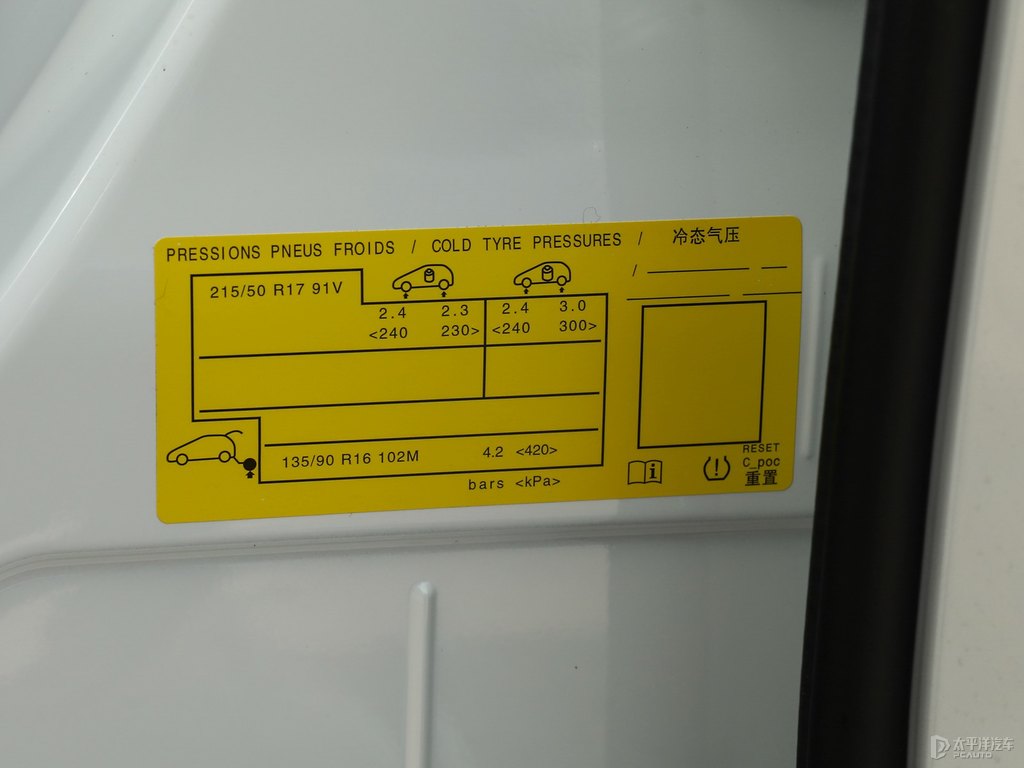 PRESSIONS PNEUS FROIDS / COLD TYRE PRESSURES / 冷态气压
/
215/50 R17 91V
2.4 2.3 2.4 3.0
<240 230> <240 300>
135/90 R16 102M 4.2 <420>
bars <kPa>
i
(!)
RESET
C_poc
重置
太平洋汽车
PCAUTO